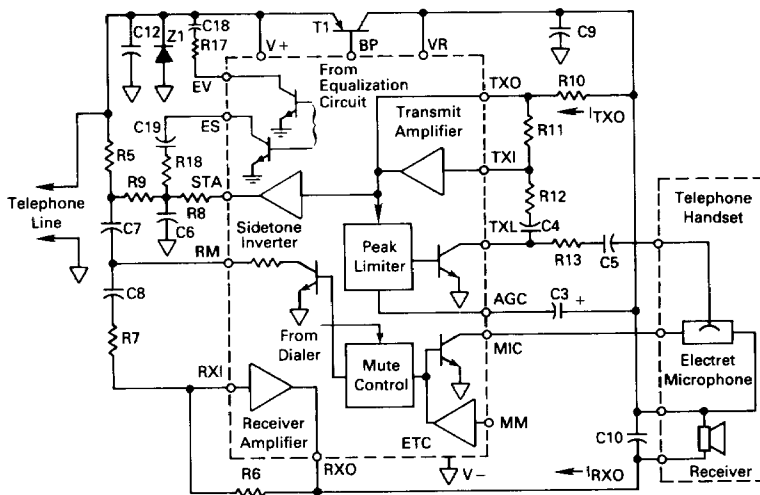 C12
Z1
C18
R17
T1
V+
BP
VR
C9
EV
From
Equalization
Circuit
TXO
R10
ITXO
C19
ES
Transmit
Amplifier
R11
R5
R18
TXI
R9
STA
R12
Telephone
Line
R8
C7
C6
Sidetone
Inverter
TXL
C4
Telephone
Handset
RM
Peak
Limiter
R13
C5
C8
AGC
C3
+
From
Dialer
MIC
R7
Mute
Control
Electret
Microphone
RXI
Receiver
Amplifier
ETC
MM
C10
RXO
V−
IRXO
Receiver
R6